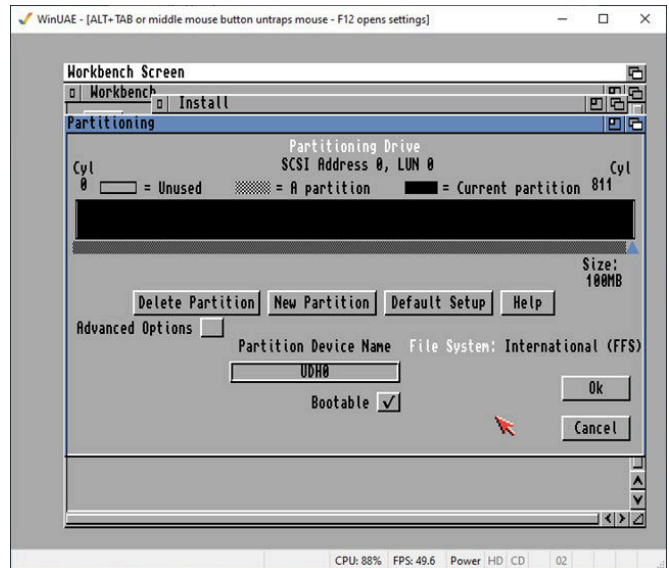 WinUAE - [ALT+TAB or middle mouse button untraps mouse - F12 opens settings]
Workbench Screen
Workbench
Install
Partitioning
Partitioning Drive
SCSI Address 0, LUN 0
Cyl Cyl
0 = Unused = A partition = Current partition 811
Size:
100MB
Delete Partition New Partition Default Setup Help
Advanced Options
Partition Device Name File System: International (FFS)
UDH0
Ok
Bootable
Cancel
CPU: 88% FPS: 49.6 Power HD CD 02